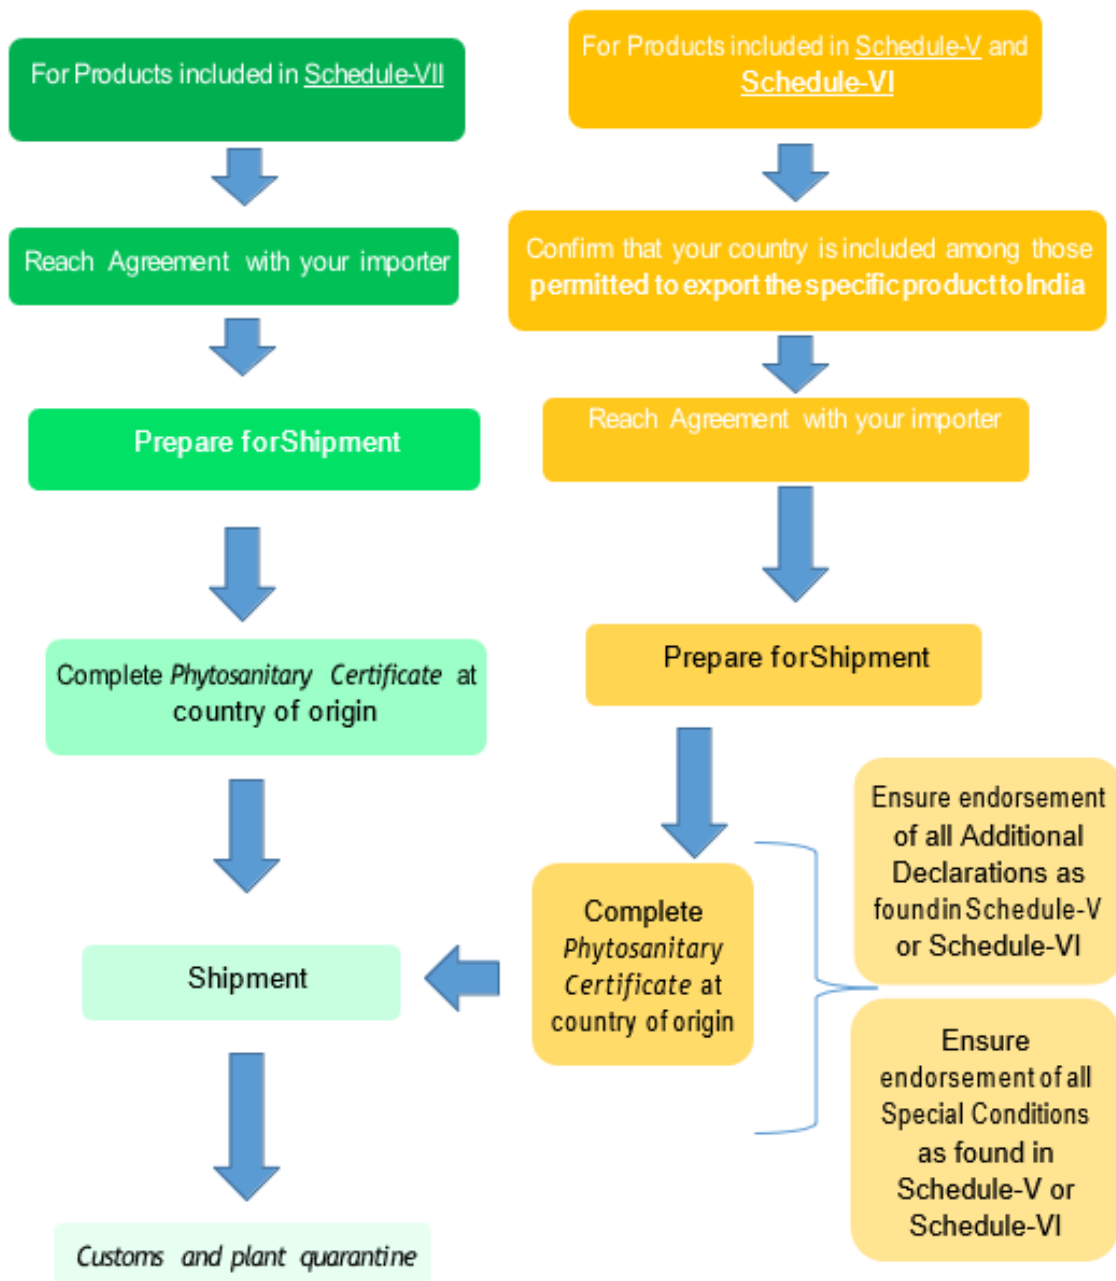 For Products included in Schedule-VII
Reach Agreement with your importer
Prepare for Shipment
Complete Phytosanitary Certificate at
country of origin
Shipment
Customs and plant quarantine
For Products included in Schedule-V and
Schedule-VI
Confirm that your country is included among those
permitted to export the specific product to India
Reach Agreement with your importer
Prepare for Shipment
Complete
Phytosanitary
Certificate at
country of origin
Ensure endorsement
of all Additional
Declarations as
found in Schedule-V
or Schedule-VI
Ensure
endorsement of all
Special Conditions
as found in
Schedule-V or
Schedule-VI